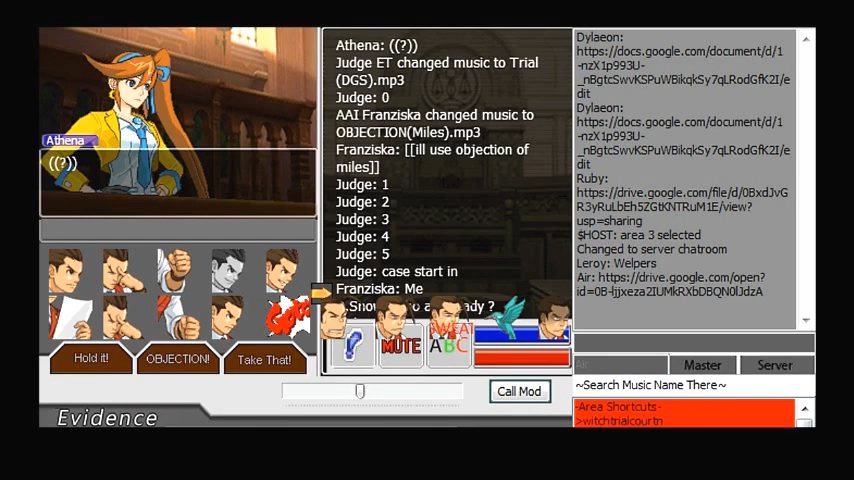 Athena
((?))
Athena: ((?))
Judge ET changed music to Trial
(DGS).mp3
Judge: 0
AAI Franziska changed music to
OBJECTION(Miles).mp3
Franziska: [[ill use objection of
miles]]
Judge: 1
Judge: 2
Judge: 3
Judge: 4
Judge: 5
Judge: case start in
Franziska: Me
Dylaeon:
https://docs.google.com/document/d/1
-nzX1p993U-
_nBgtcSwvKSPuWBikqkSy7qLRodGfK2I/e
dit
Dylaeon:
https://docs.google.com/document/d/1
-nzX1p993U-
_nBgtcSwvKSPuWBikqkSy7qLRodGfK2I/e
dit
Ruby:
https://drive.google.com/file/d/0BxdJvG
R3yRuLbEh5ZGtKNTRuM1E/view?
usp=sharing
$HOST: area 3 selected
Changed to server chatroom
Leroy: Welpers
Air: https://drive.google.com/open?
id=0B-ljjxeza2IUMkRXbDBQN0lJdzA
MUTE
SWEAT
ABC
Hold it!
OBJECTION!
Take That!
Air
Master
Server
Call Mod
~Search Music Name There~
-Area Shortcuts-
>witchtrialcourtn
Evidence